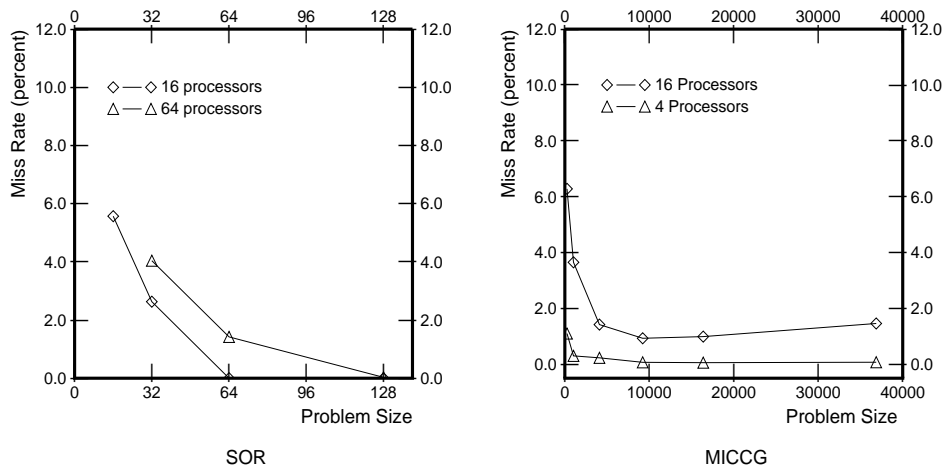 0 32 64 96 128
12.0 12.0
10.0 10.0
8.0 8.0
6.0 6.0
4.0 4.0
2.0 2.0
0.0 0.0
0 32 64 96 128
Miss Rate (percent)
16 processors
64 processors
Problem Size
SOR
0 10000 20000 30000 40000
12.0 12.0
10.0 10.0
8.0 8.0
6.0 6.0
4.0 4.0
2.0 2.0
0.0 0.0
0 10000 20000 30000 40000
Miss Rate (percent)
16 Processors
4 Processors
Problem Size
MICCG